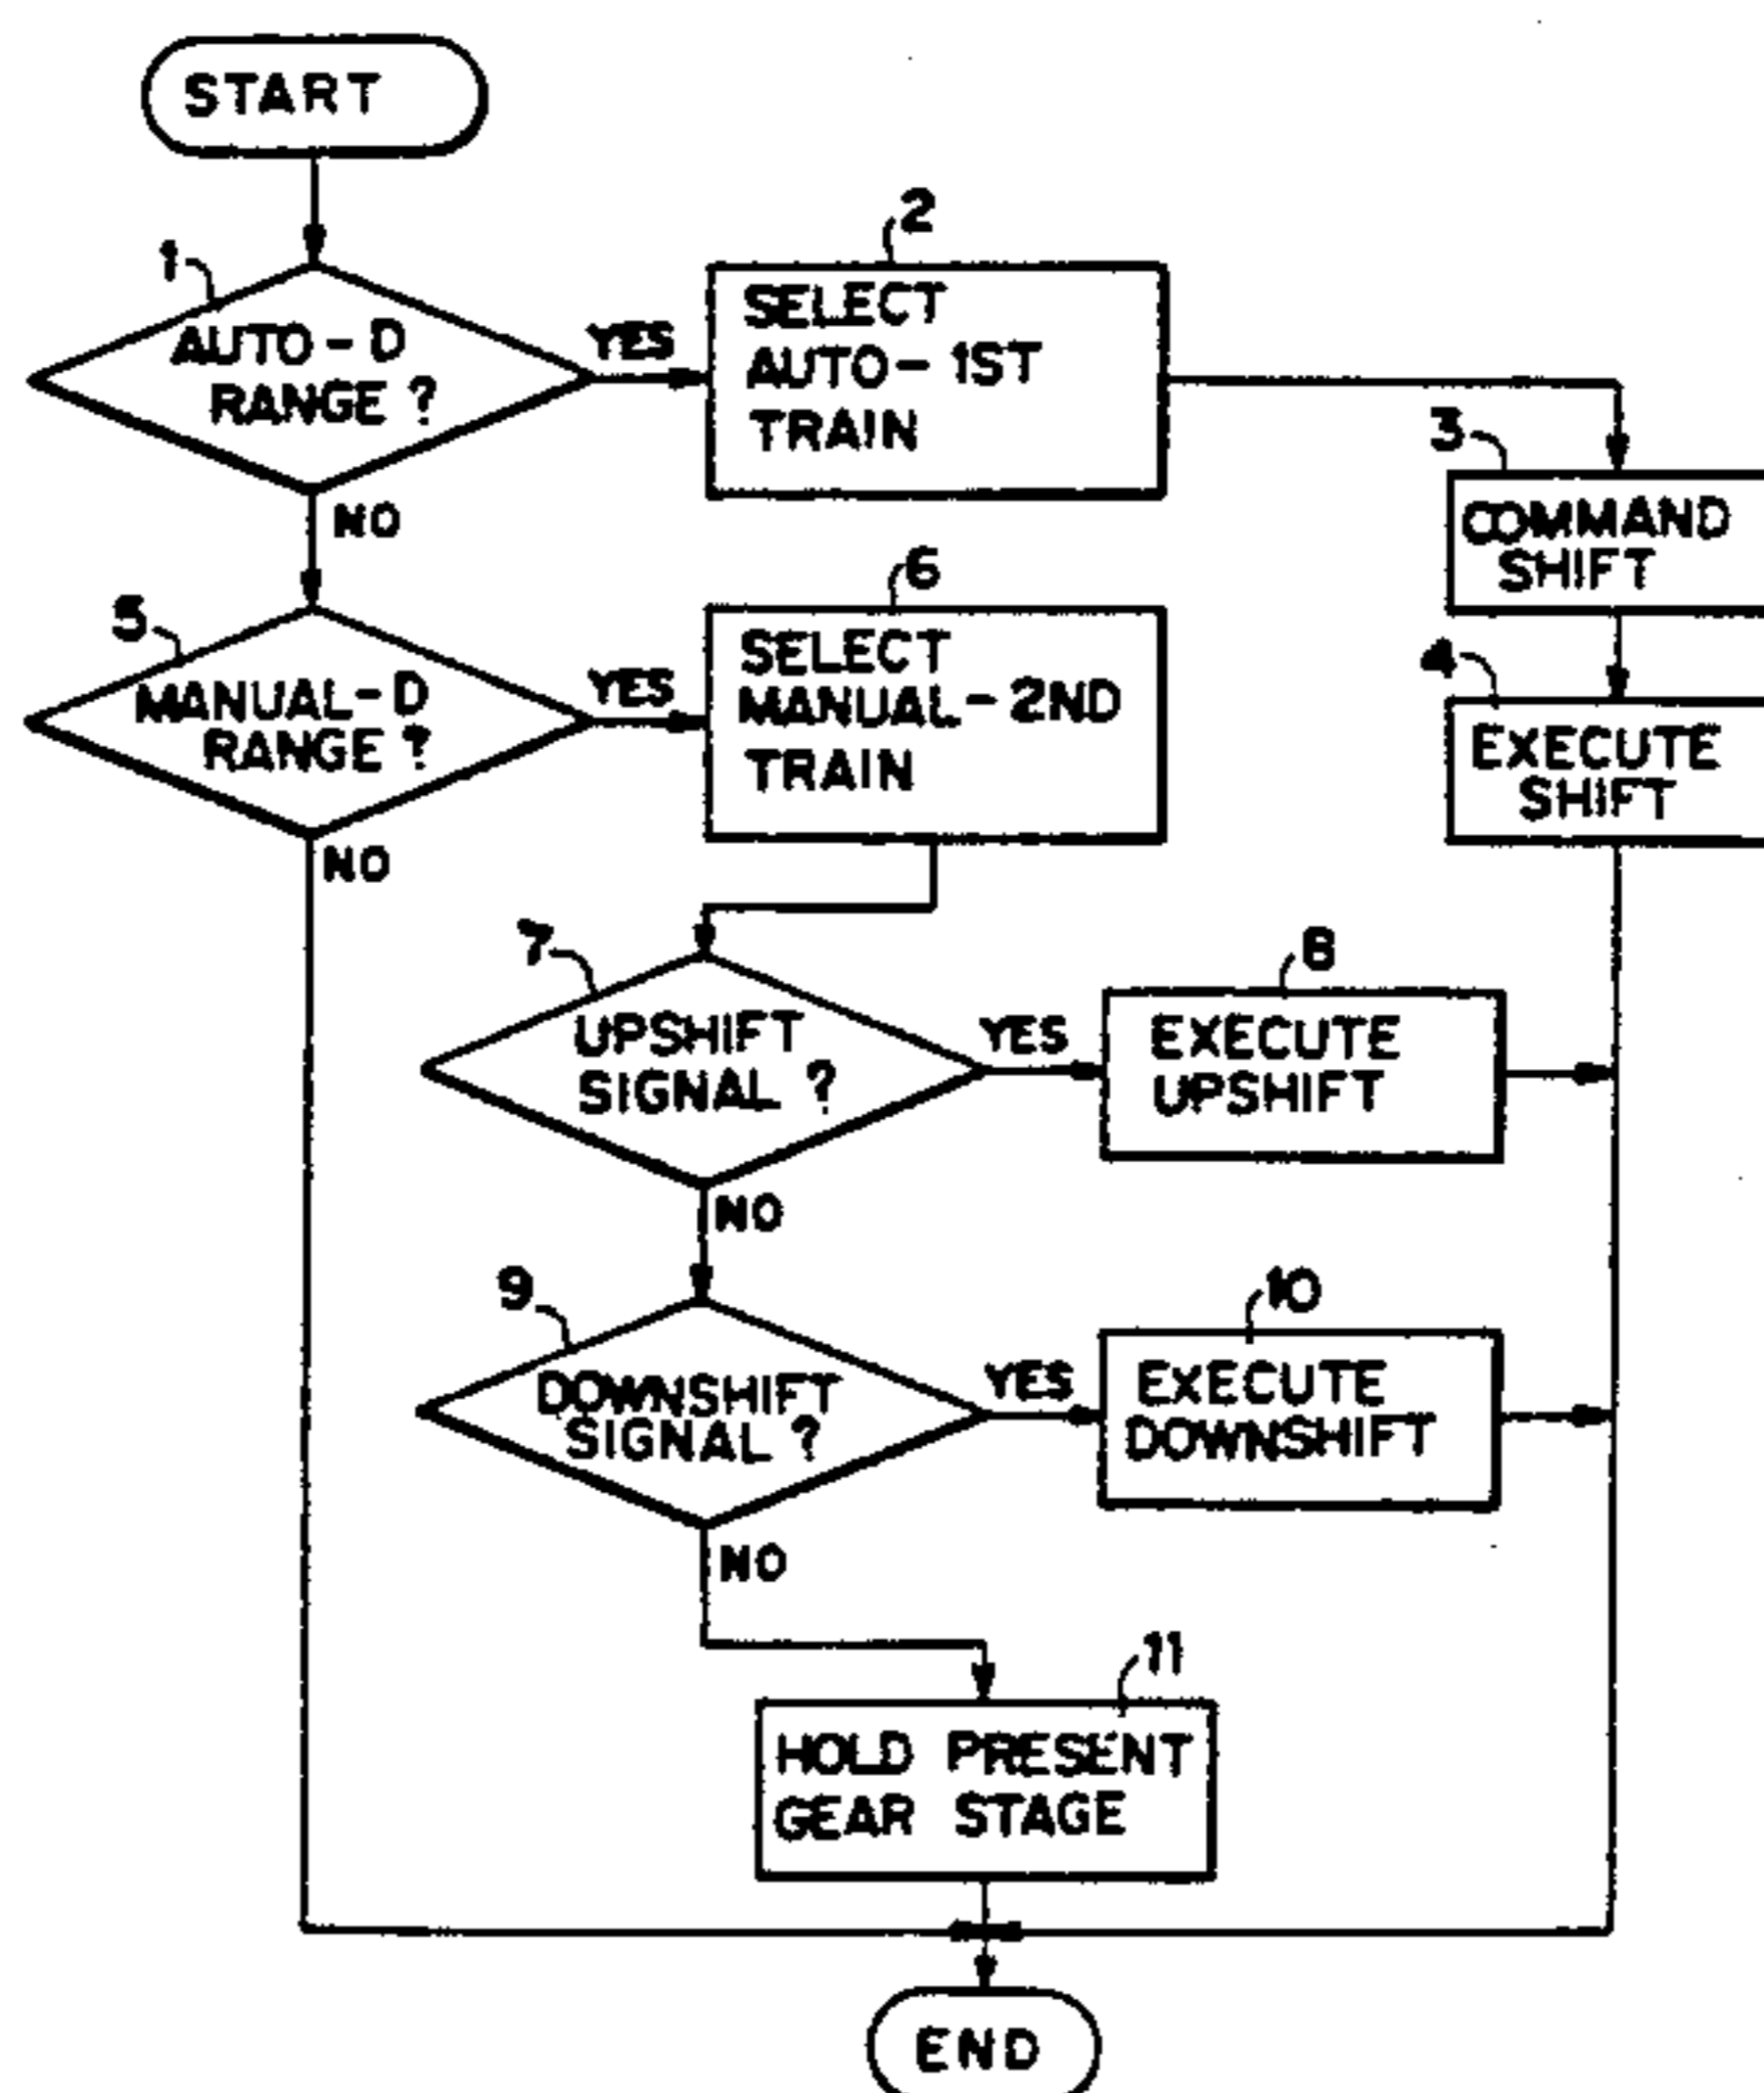 START
1
AUTO-D
RANGE ?
YES
NO
2
SELECT
AUTO-1ST
TRAIN
3
COMMAND
SHIFT
4
EXECUTE
SHIFT
5
MANUAL-D
RANGE ?
YES
NO
6
SELECT
MANUAL-2ND
TRAIN
7
UPSHIFT
SIGNAL ?
YES
NO
8
EXECUTE
UPSHIFT
9
DOWNSHIFT
SIGNAL ?
YES
NO
10
EXECUTE
DOWNSHIFT
11
HOLD PRESENT
GEAR STAGE
END